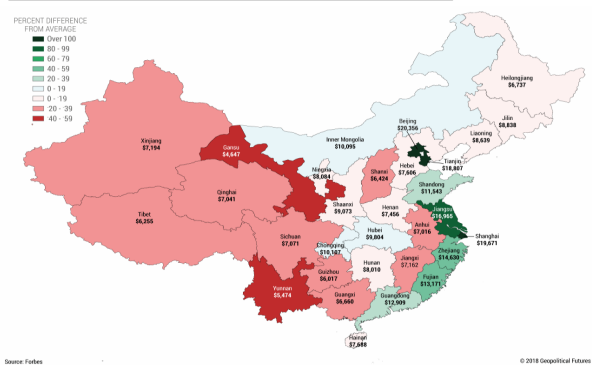 PERCENT DIFFERENCE
FROM AVERAGE
Over 100
80 - 99
60 - 79
40 - 59
20 - 39
0 - 19
0 - 19
20 - 39
40 - 59
Heilongjiang
$6,737
Jilin
$8,838
Liaoning
$8,639
Beijing
$20,356
Inner Mongolia
$10,095
Xinjiang
$7,194
Gansu
$4,647
Tianjin
$18,807
Hebei
$7,606
Ningxia
$8,084
Shanxi
$6,424
Shandong
$11,543
Qinghai
$7,041
Shaanxi
$9,073
Henan
$7,456
Jiangsu
$16,985
Tibet
$6,255
Anhui
$7,016
Shanghai
$19,671
Sichuan
$7,071
Hubei
$9,804
Chongqing
$10,107
Zhejiang
$14,630
Hunan
$8,010
Jiangxi
$7,162
Guizhou
$6,017
Fujian
$13,171
Yunnan
$5,474
Guangxi
$6,660
Guangdong
$12,909
Hainan
$7,688
Source: Forbes
© 2018 Geopolitical Futures